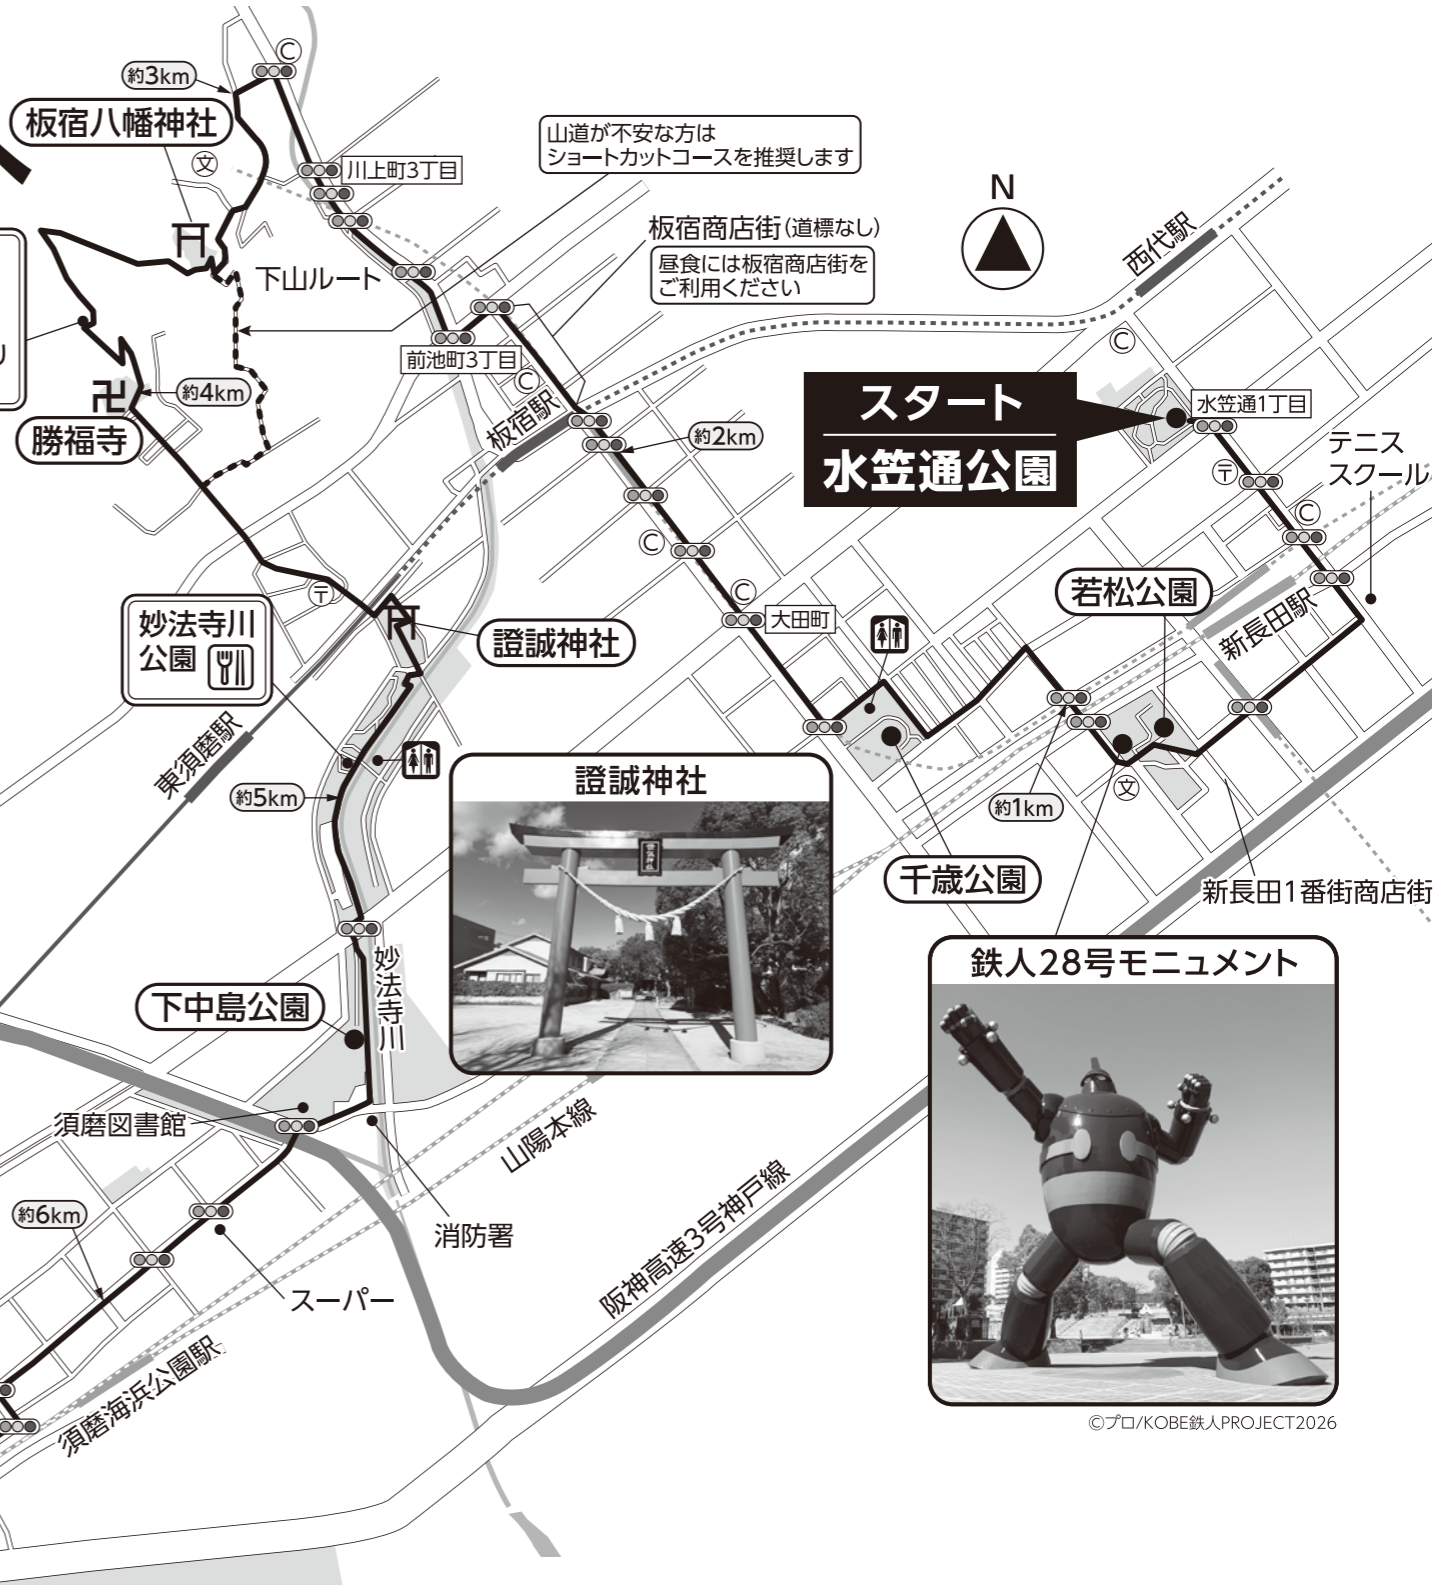 約3km
Ⓒ
板宿八幡神社
文
川上町3丁目
山道が不安な方は
ショートカットコースを推奨します
板宿商店街(道標なし)
昼食には板宿商店街を
ご利用ください
N
西代駅
下山ルート
前池町3丁目
Ⓒ
Ⓒ
板宿駅
約4km
勝福寺
約2km
スタート
水笠通公園
水笠通1丁目
〒
テニス
スクール
Ⓒ
Ⓒ
Ⓒ
大田町
若松公園
新長田駅
〒
妙法寺川
公園
證誠神社
東須磨駅
約5km
證誠神社
約1km
文
千歳公園
新長田1番街商店街
鉄人28号モニュメント
妙法寺川
下中島公園
須磨図書館
山陽本線
消防署
約6km
スーパー
阪神高速3号神戸線
須磨海浜公園駅
©プロ/KOBE鉄人PROJECT2026